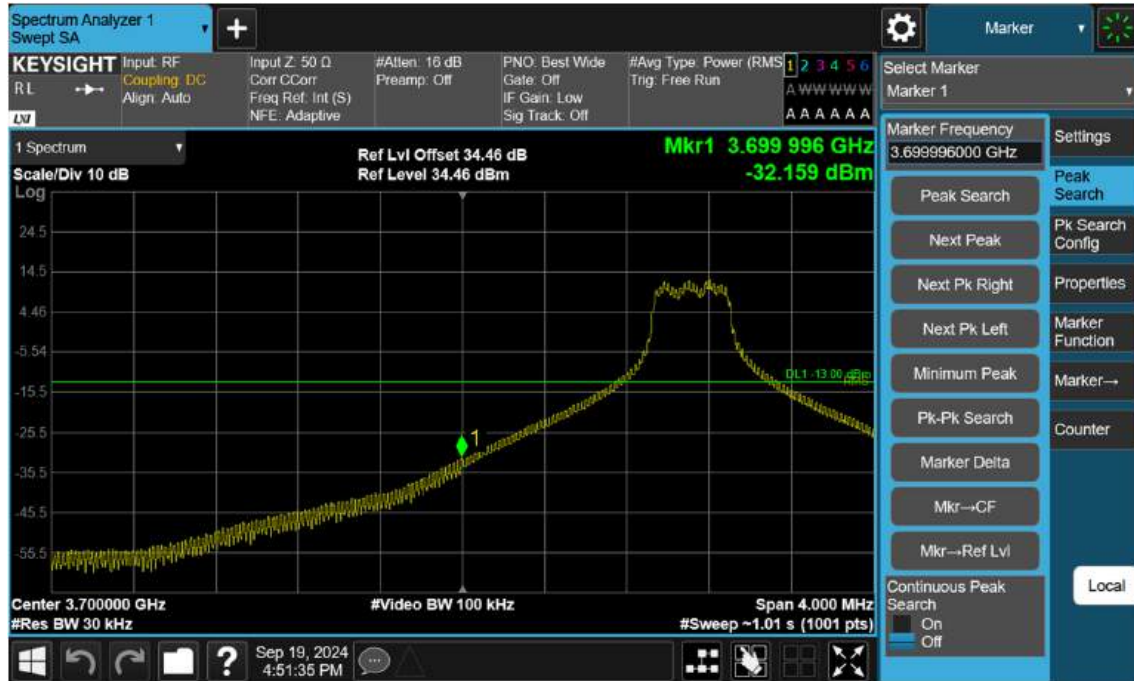 Spectrum Analyzer 1
Swept SA
+
Marker
KEYSIGHT
RL
LXI
Input: RF
Coupling: DC
Align: Auto
Input Z: 50 Ω
Corr CCorr
Freq Ref: Int (S)
NFE: Adaptive
#Atten: 16 dB
Preamp: Off
PNO: Best Wide
Gate: Off
IF Gain: Low
Sig Track: Off
#Avg Type: Power (RMS
Trig: Free Run
1 2 3 4 5 6
A W W W W W
A A A A A A
Select Marker
Marker 1
1 Spectrum
Scale/Div 10 dB
Ref Lvl Offset 34.46 dB
Ref Level 34.46 dBm
Mkr1 3.699 996 GHz
-32.159 dBm
Log
24.5
14.5
4.46
-5.54
-15.5
-25.5
-35.5
-45.5
-55.5
DL1 -13.00 dBm
1
Center 3.700000 GHz
#Res BW 30 kHz
#Video BW 100 kHz
Span 4.000 MHz
#Sweep ~1.01 s (1001 pts)
Marker Frequency
3.699996000 GHz
Peak Search
Next Peak
Next Pk Right
Next Pk Left
Minimum Peak
Pk-Pk Search
Marker Delta
Mkr→CF
Mkr→Ref Lvl
Continuous Peak
Search
On
Off
Settings
Peak
Search
Pk Search
Config
Properties
Marker
Function
Marker→
Counter
Local
?
Sep 19, 2024
4:51:35 PM